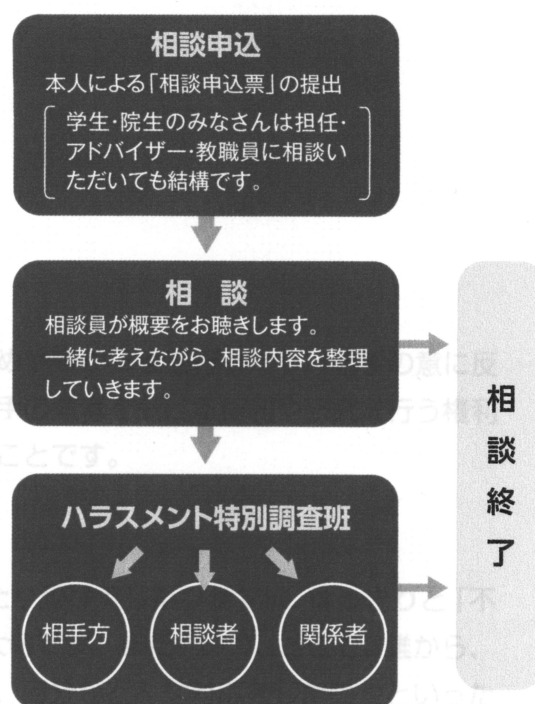 相談申込
本人による「相談申込票」の提出
学生・院生のみなさんは担任・
アドバイザー・教職員に相談い
ただいても結構です。
相 談
相談員が概要をお聴きします。
一緒に考えながら、相談内容を整理
していきます。
ハラスメント特別調査班
相手方
相談者
関係者
相談終了